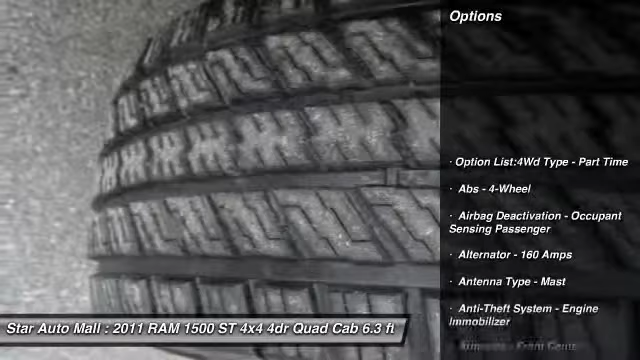 Options
· Option List:4Wd Type - Part Time
· Abs - 4-Wheel
· Airbag Deactivation - Occupant
Sensing Passenger
· Alternator - 160 Amps
· Antenna Type - Mast
· Anti-Theft System - Engine
Immobilizer
Star Auto Mall : 2011 RAM 1500 ST 4x4 4dr Quad Cab 6.3 ft